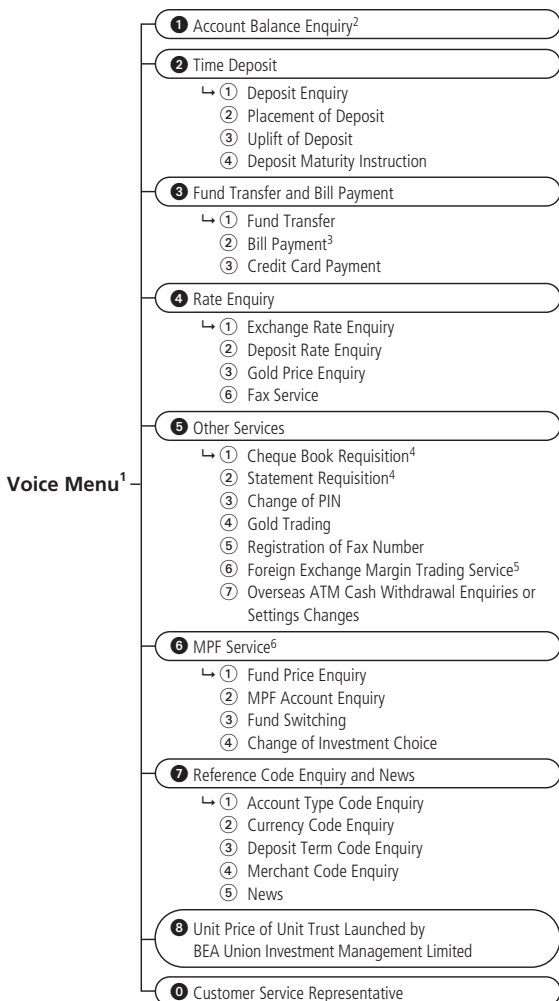 ❶ Account Balance Enquiry²
❷ Time Deposit
↳ ① Deposit Enquiry
② Placement of Deposit
③ Uplift of Deposit
④ Deposit Maturity Instruction
❸ Fund Transfer and Bill Payment
↳ ① Fund Transfer
② Bill Payment³
③ Credit Card Payment
❹ Rate Enquiry
↳ ① Exchange Rate Enquiry
② Deposit Rate Enquiry
③ Gold Price Enquiry
⑥ Fax Service
❺ Other Services
↳ ① Cheque Book Requisition⁴
② Statement Requisition⁴
③ Change of PIN
④ Gold Trading
⑤ Registration of Fax Number
⑥ Foreign Exchange Margin Trading Service⁵
⑦ Overseas ATM Cash Withdrawal Enquiries or
Settings Changes
Voice Menu¹
❻ MPF Service⁶
↳ ① Fund Price Enquiry
② MPF Account Enquiry
③ Fund Switching
④ Change of Investment Choice
❼ Reference Code Enquiry and News
↳ ① Account Type Code Enquiry
② Currency Code Enquiry
③ Deposit Term Code Enquiry
④ Merchant Code Enquiry
⑤ News
❽ Unit Price of Unit Trust Launched by
BEA Union Investment Management Limited
⓿ Customer Service Representative